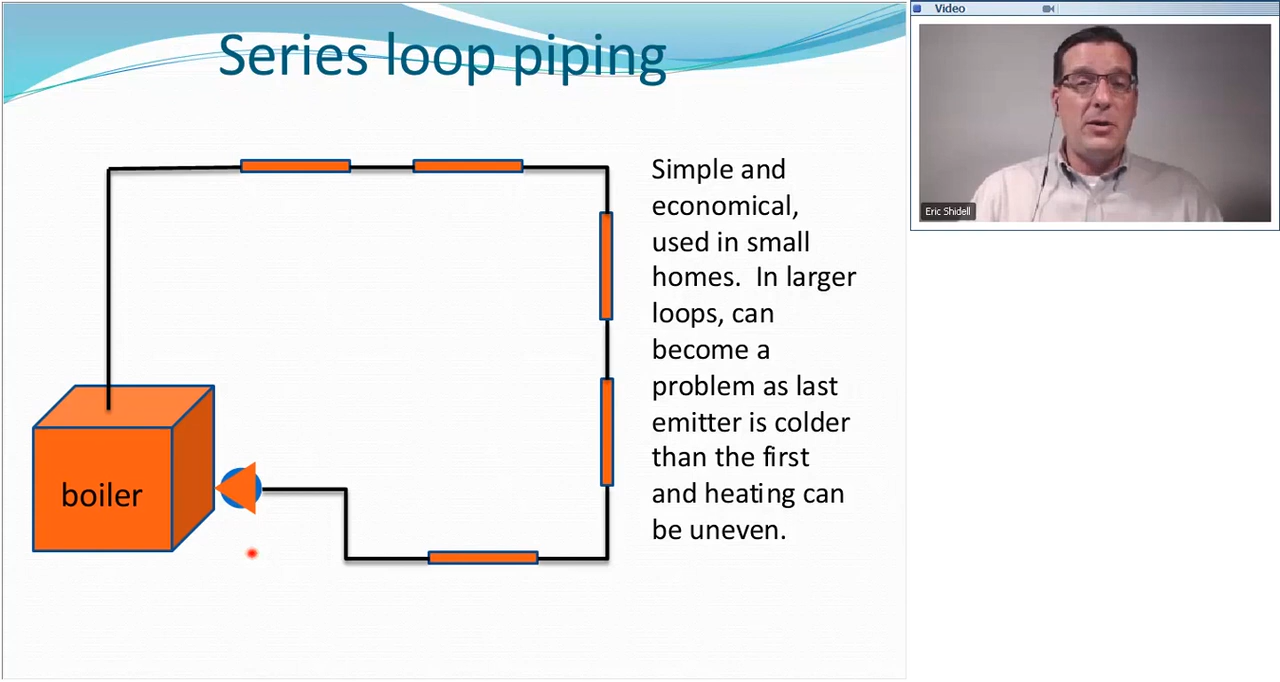 Series loop piping
Simple and
economical,
used in small
homes.  In larger
loops, can
become a
problem as last
emitter is colder
than the first
and heating can
be uneven.
boiler
Video
Eric Shidell